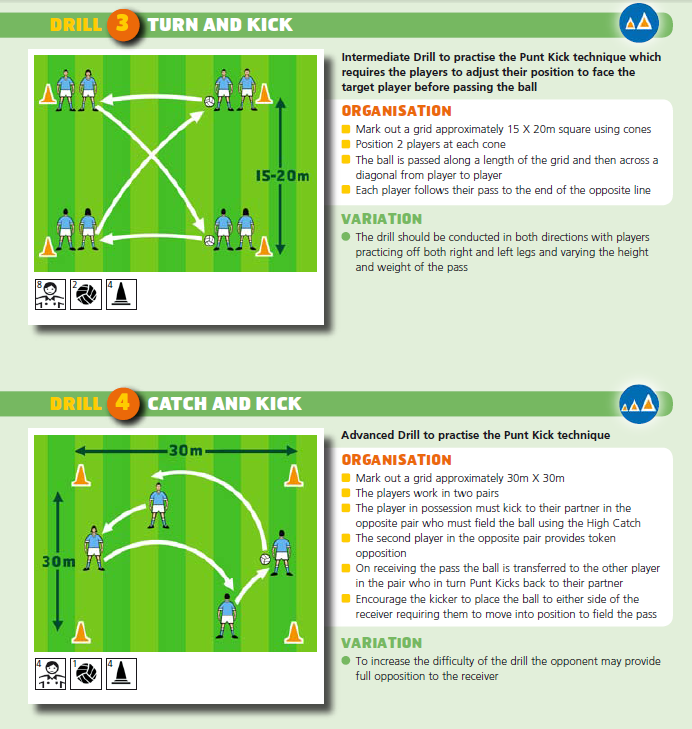 DRILL 3 TURN AND KICK
Intermediate Drill to practise the Punt Kick technique which
requires the players to adjust their position to face the
target player before passing the ball
ORGANISATION
Mark out a grid approximately 15 X 20m square using cones
Position 2 players at each cone
The ball is passed along a length of the grid and then across a
diagonal from player to player
Each player follows their pass to the end of the opposite line
VARIATION
The drill should be conducted in both directions with players
practicing off both right and left legs and varying the height
and weight of the pass
15-20m
8
2
4
DRILL 4 CATCH AND KICK
Advanced Drill to practise the Punt Kick technique
ORGANISATION
Mark out a grid approximately 30m X 30m
The players work in two pairs
The player in possession must kick to their partner in the
opposite pair who must field the ball using the High Catch
The second player in the opposite pair provides token
opposition
On receiving the pass the ball is transferred to the other player
in the pair who in turn Punt Kicks back to their partner
Encourage the kicker to place the ball to either side of the
receiver requiring them to move into position to field the pass
VARIATION
To increase the difficulty of the drill the opponent may provide
full opposition to the receiver
30m
30m
4
1
4